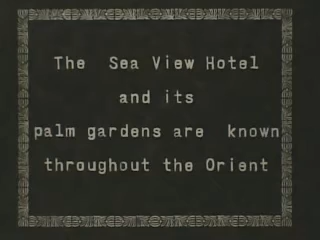 The Sea View Hotel
and its
palm gardens are known
throughout the Orient